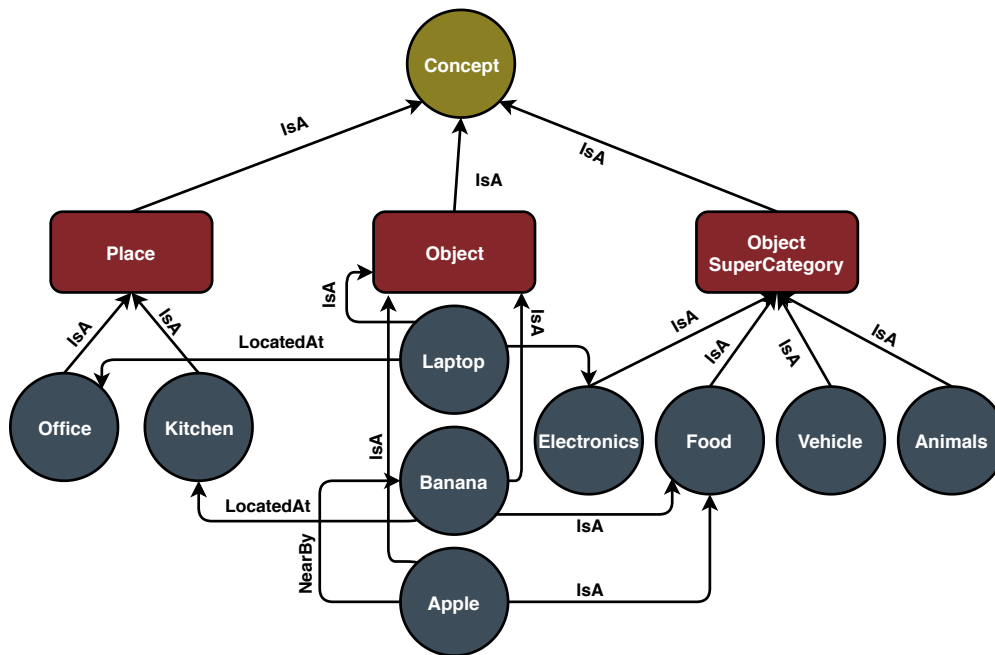 Concept
IsA
IsA
IsA
Place
Object
Object
SuperCategory
IsA
IsA
IsA
IsA
IsA
IsA
IsA
IsA
LocatedAt
Laptop
Office
Kitchen
Electronics
Food
Vehicle
Animals
IsA
Banana
LocatedAt
IsA
NearBy
Apple
IsA